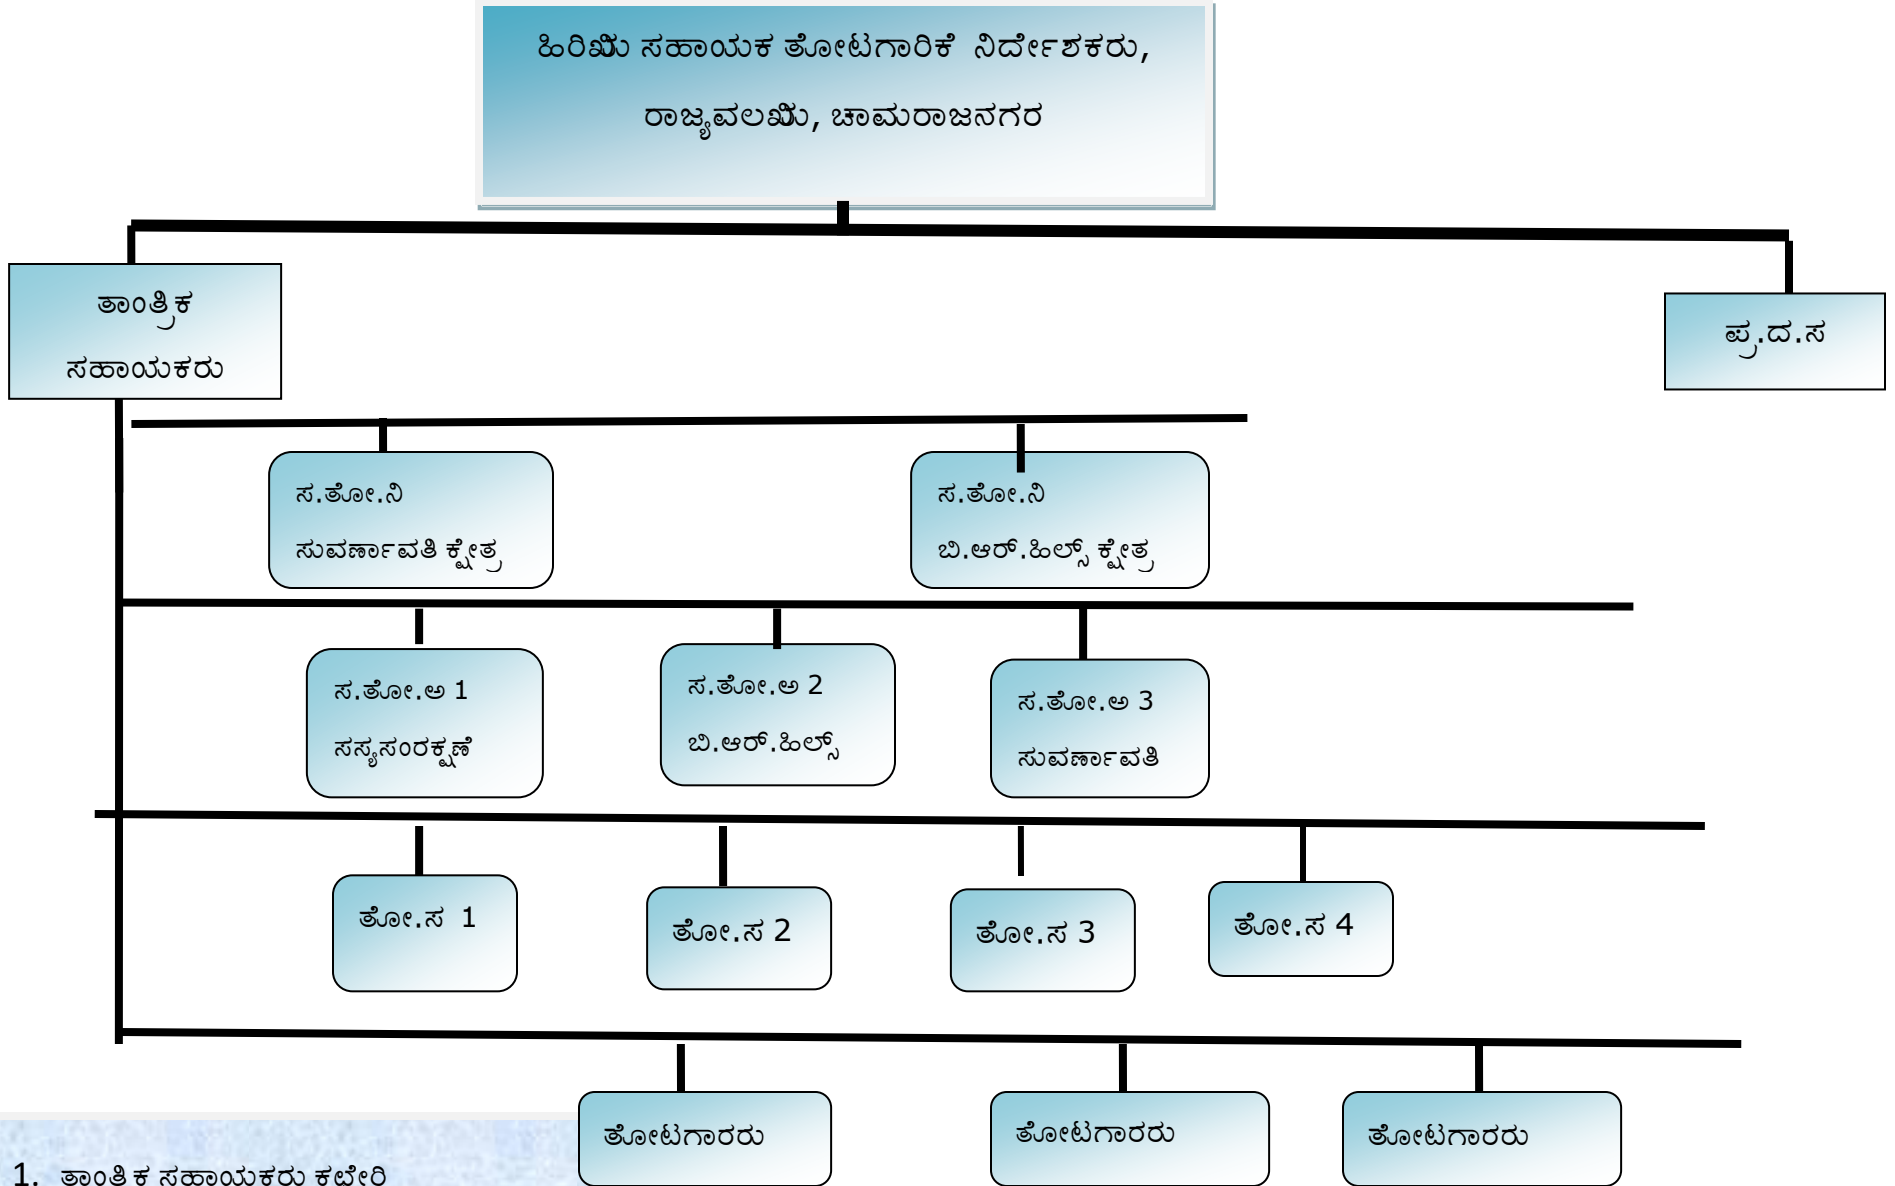 ಹಿರಿಯ ಸಹಾಯಕ ತೋಟಗಾರಿಕೆ ನಿರ್ದೇಶಕರು,
ರಾಜ್ಯವಲಯ, ಚಾಮರಾಜನಗರ
ತಾಂತ್ರಿಕ
ಸಹಾಯಕರು
ಪ್ರ.ದ.ಸ
ಸ.ತೋ.ನಿ
ಸುವರ್ಣಾವತಿ ಕ್ಷೇತ್ರ
ಸ.ತೋ.ನಿ
ಬಿ.ಆರ್.ಹಿಲ್ಸ್ ಕ್ಷೇತ್ರ
ಸ.ತೋ.ಅ 1
ಸಸ್ಯಸಂರಕ್ಷಣೆ
ಸ.ತೋ.ಅ 2
ಬಿ.ಆರ್.ಹಿಲ್ಸ್
ಸ.ತೋ.ಅ 3
ಸುವರ್ಣಾವತಿ
ತೋ.ಸ 1
ತೋ.ಸ 2
ತೋ.ಸ 3
ತೋ.ಸ 4
ತೋಟಗಾರರು
ತೋಟಗಾರರು
ತೋಟಗಾರರು
1. ತಾಂತ್ರಿಕ ಸಹಾಯಕರು ಕಛೇರಿ